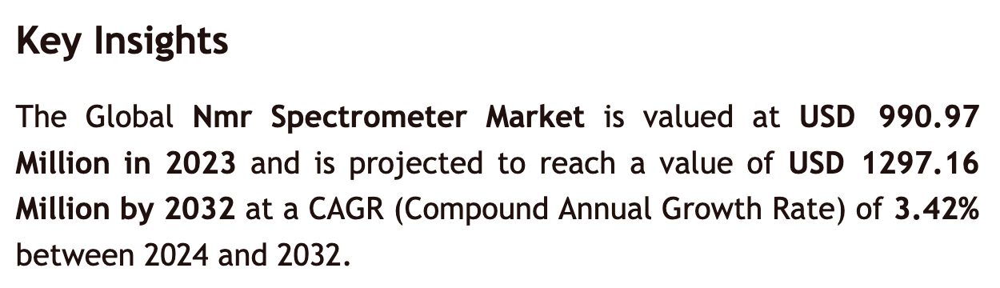 Key Insights
The Global Nmr Spectrometer Market is valued at USD 990.97
Million in 2023 and is projected to reach a value of USD 1297.16
Million by 2032 at a CAGR (Compound Annual Growth Rate) of 3.42%
between 2024 and 2032.